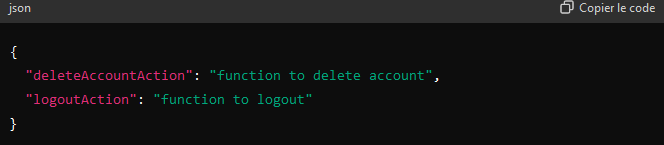 json Copier le code
{
"deleteAccountAction": "function to delete account",
"logoutAction": "function to logout"
}